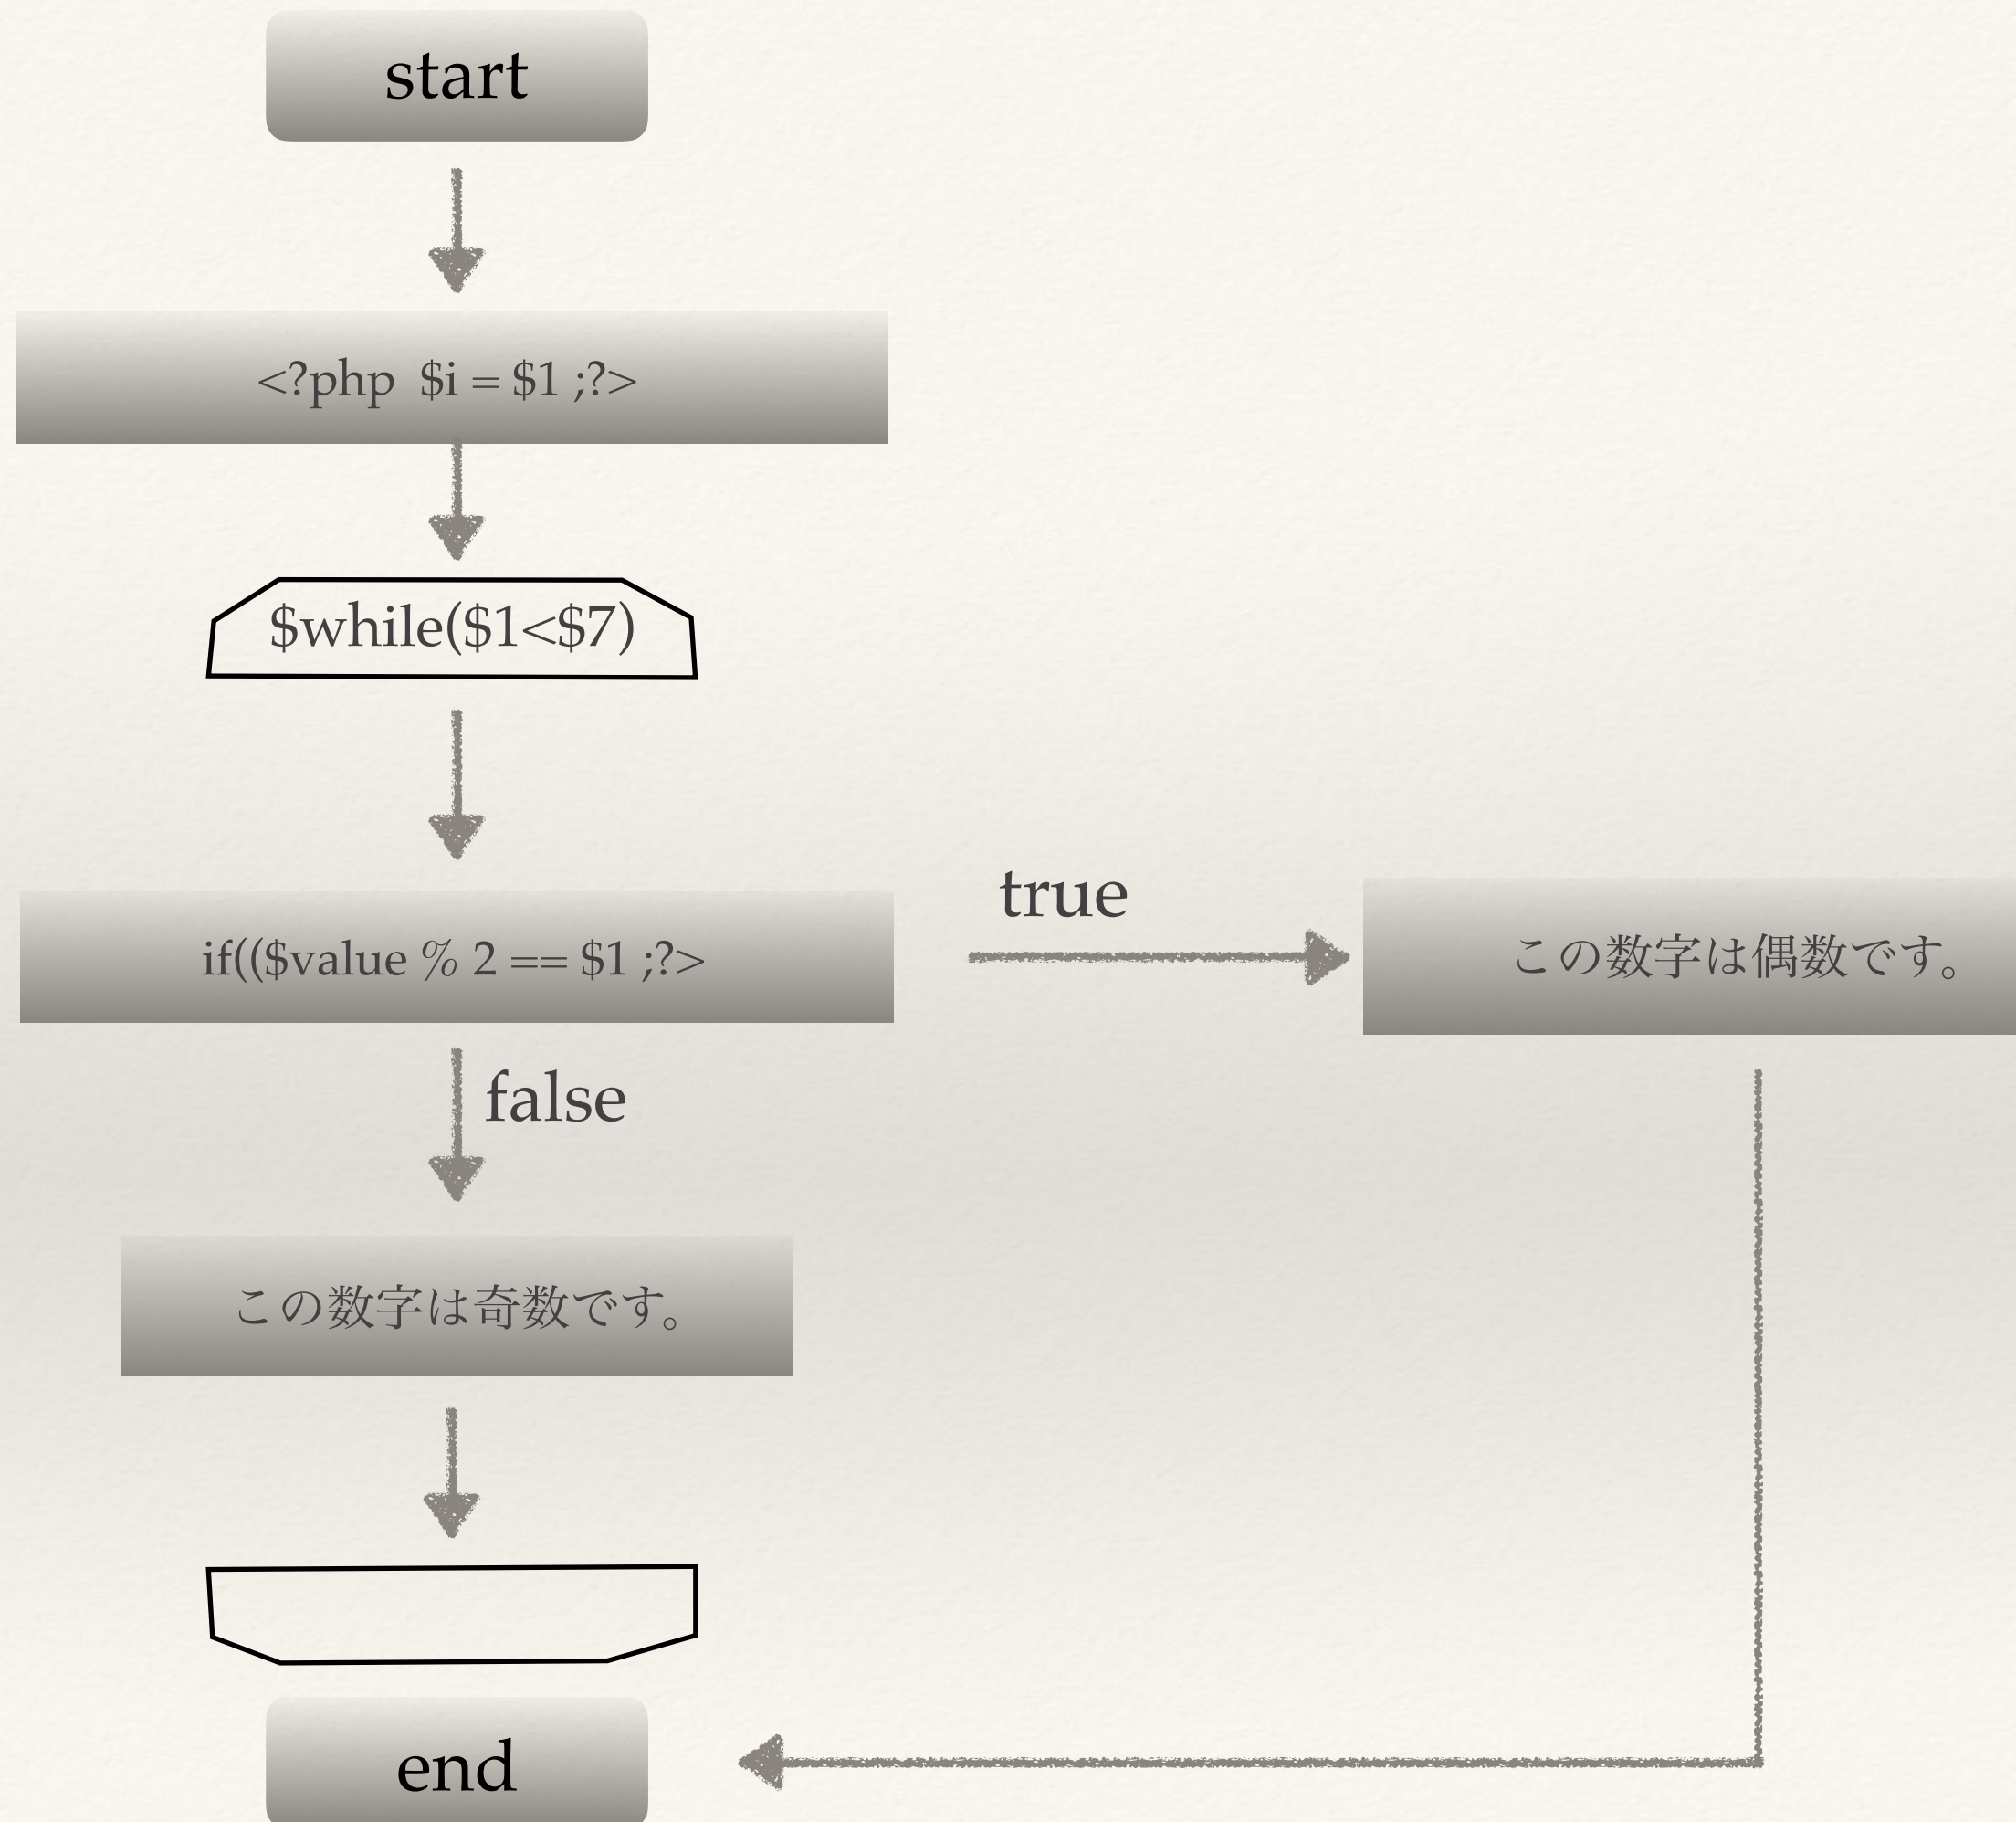 start
<?php $i = $1 ;?>
$while($1<$7)
true
if(($value % 2 == $1 ;?>
この数字は偶数です。
false
この数字は奇数です。
end